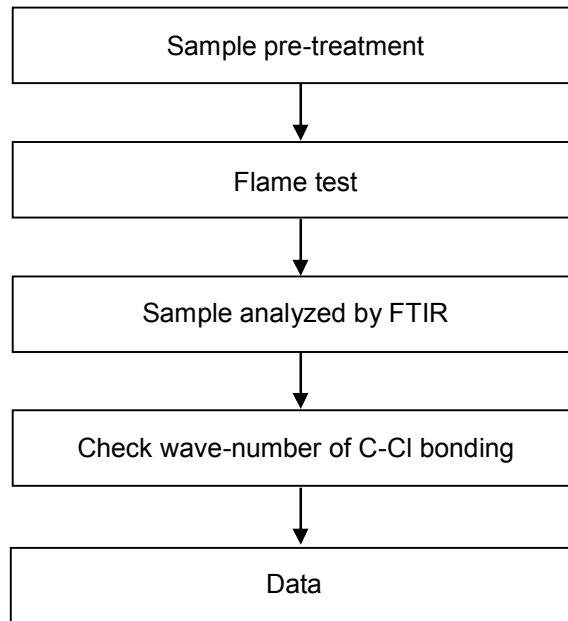 Sample pre-treatment
Flame test
Sample analyzed by FTIR
Check wave-number of C-Cl bonding
Data